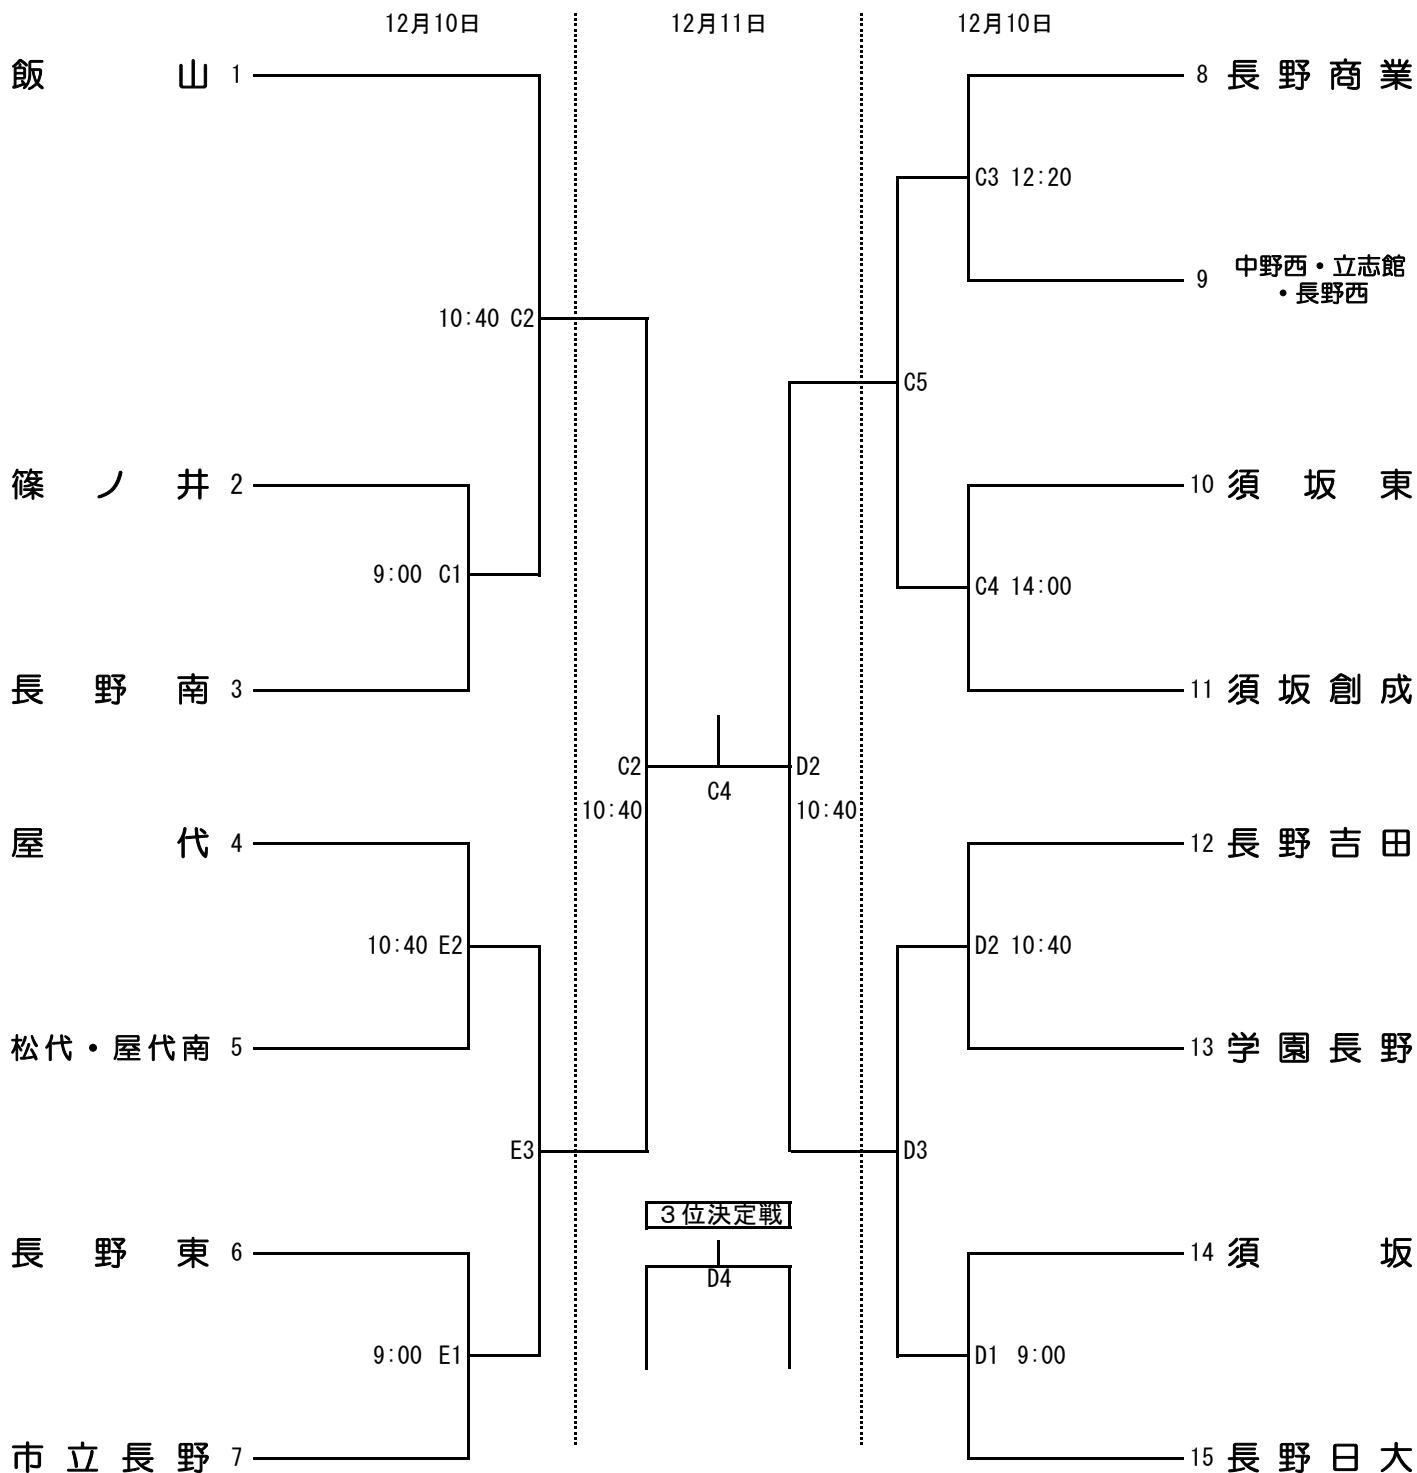 12月10日 12月11日 12月10日
飯山 1
8 長野商業
C3 12:20
9 中野西・立志館
・長野西
10:40 C2
C5
篠ノ井 2
10 須坂東
9:00 C1
C4 14:00
長野南 3
11 須坂創成
C2 D2
C4
10:40 10:40
屋代 4
12 長野吉田
10:40 E2
D2 10:40
松代・屋代南 5
13 学園長野
E3
D3
3位決定戦
長野東 6
14 須坂
D4
9:00 E1
D1 9:00
市立長野 7
15 長野日大